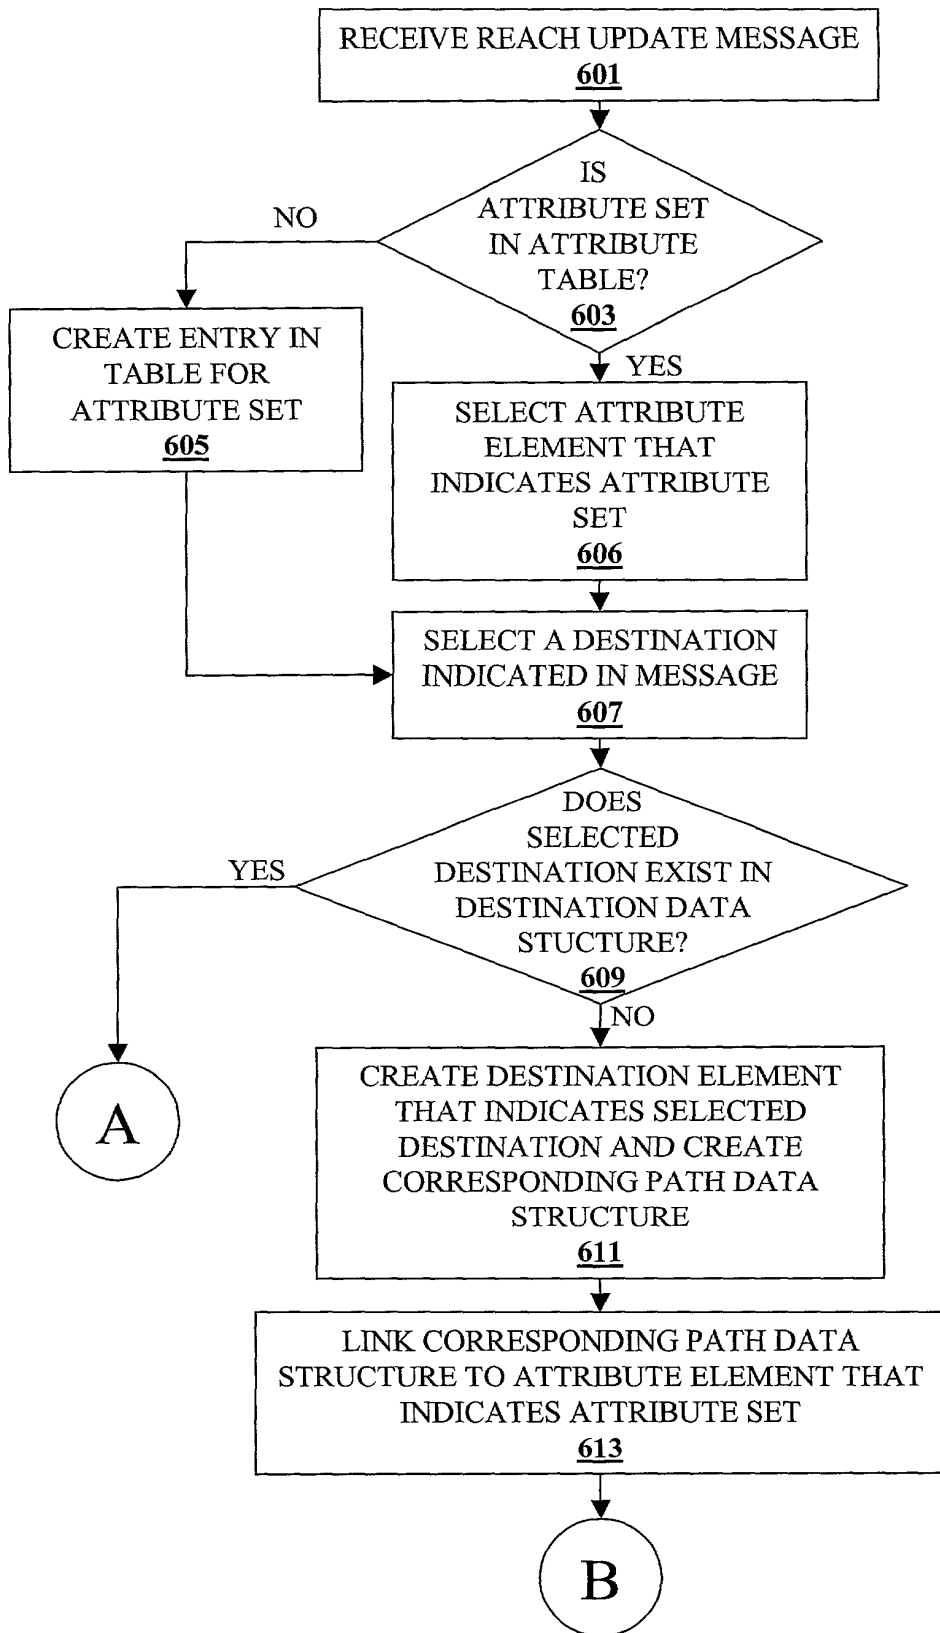 RECEIVE REACH UPDATE MESSAGE
601
IS
ATTRIBUTE SET
IN ATTRIBUTE
TABLE?
603
NO
YES
CREATE ENTRY IN
TABLE FOR
ATTRIBUTE SET
605
SELECT ATTRIBUTE
ELEMENT THAT
INDICATES ATTRIBUTE
SET
606
SELECT A DESTINATION
INDICATED IN MESSAGE
607
DOES
SELECTED
DESTINATION EXIST IN
DESTINATION DATA
STUCTURE?
609
YES
NO
A
CREATE DESTINATION ELEMENT
THAT INDICATES SELECTED
DESTINATION AND CREATE
CORRESPONDING PATH DATA
STRUCTURE
611
LINK CORRESPONDING PATH DATA
STRUCTURE TO ATTRIBUTE ELEMENT THAT
INDICATES ATTRIBUTE SET
613
B